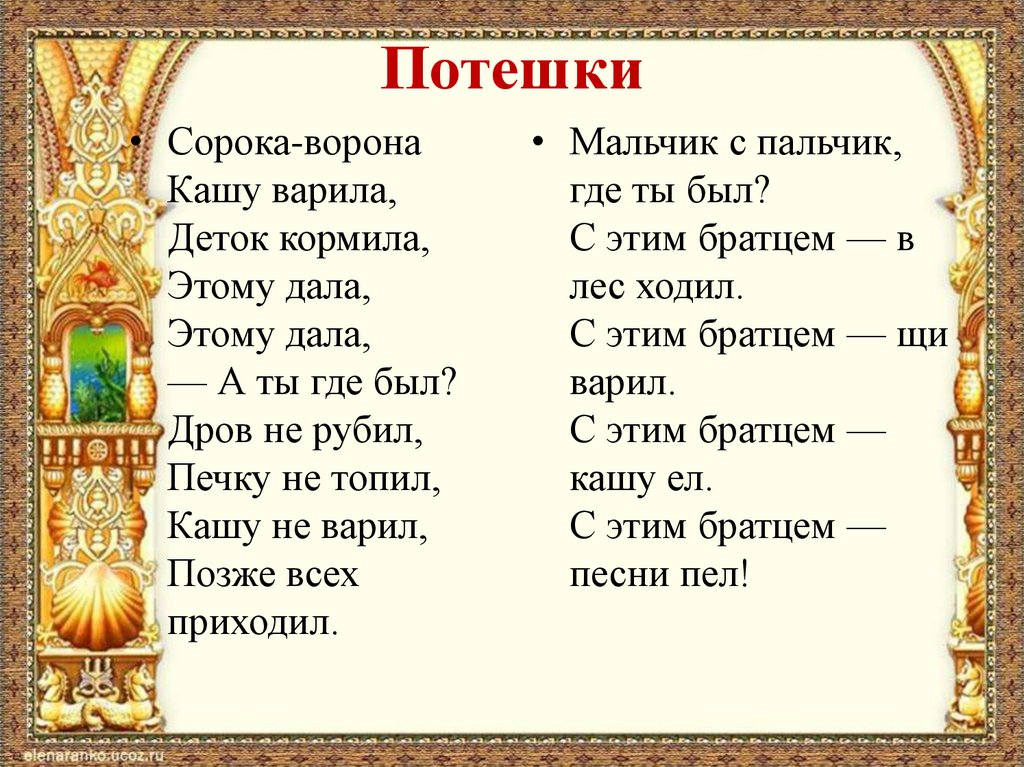 Потешки
• Сорока-ворона
Кашу варила,
Деток кормила,
Этому дала,
Этому дала,
— А ты где был?
Дров не рубил,
Печку не топил,
Кашу не варил,
Позже всех
приходил.
• Мальчик с пальчик,
где ты был?
С этим братцем — в
лес ходил.
С этим братцем — щи
варил.
С этим братцем —
кашу ел.
С этим братцем —
песни пел!
elenaranko.ucoz.ru